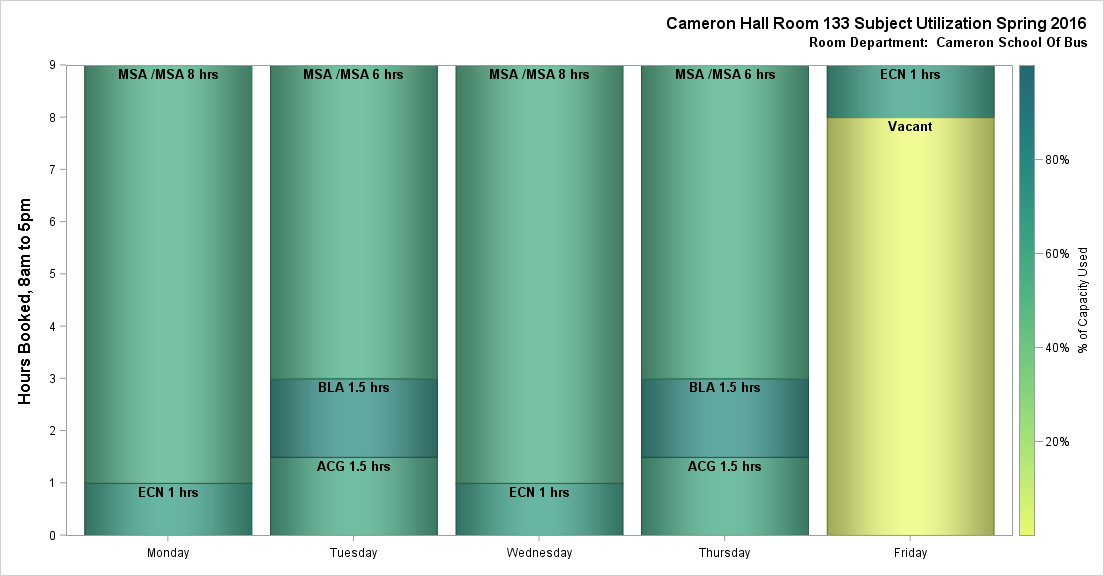 Cameron Hall Room 133 Subject Utilization Spring 2016
Room Department:  Cameron School Of Bus
Hours Booked, 8am to 5pm
9
8
7
6
5
4
3
2
1
0
MSA /MSA 8 hrs
ECN 1 hrs
MSA /MSA 6 hrs
BLA 1.5 hrs
ACG 1.5 hrs
MSA /MSA 8 hrs
ECN 1 hrs
MSA /MSA 6 hrs
BLA 1.5 hrs
ACG 1.5 hrs
ECN 1 hrs
Vacant
Monday
Tuesday
Wednesday
Thursday
Friday
80%
60%
40%
20%
% of Capacity Used